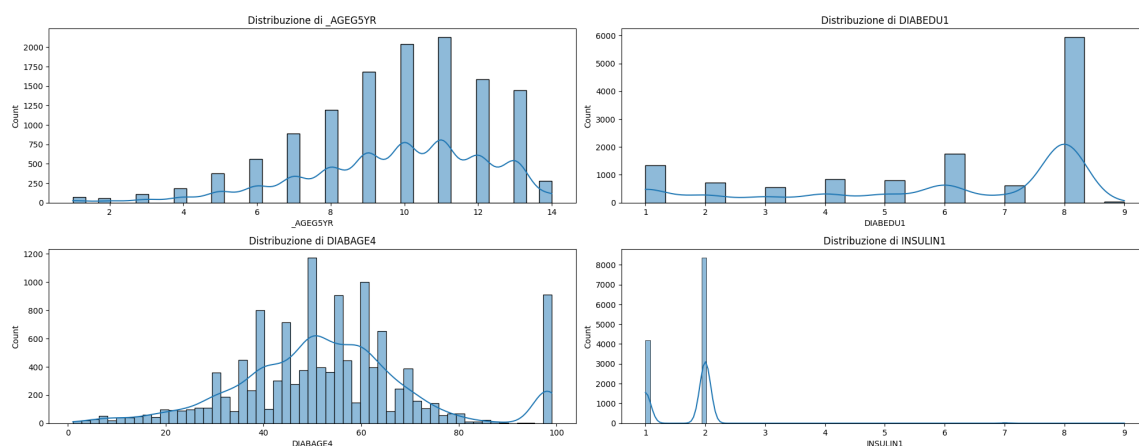 Distribuzione di _AGEG5YR
Count
2000
1750
1500
1250
1000
750
500
250
0
2 4 6 8 10 12 14
_AGEG5YR
Distribuzione di DIABEDU1
Count
6000
5000
4000
3000
2000
1000
0
1 2 3 4 5 6 7 8 9
DIABEDU1
Distribuzione di DIABAGE4
Count
1200
1000
800
600
400
200
0
0 20 40 60 80 100
DIABAGE4
Distribuzione di INSULIN1
Count
8000
7000
6000
5000
4000
3000
2000
1000
0
1 2 3 4 5 6 7 8 9
INSULIN1